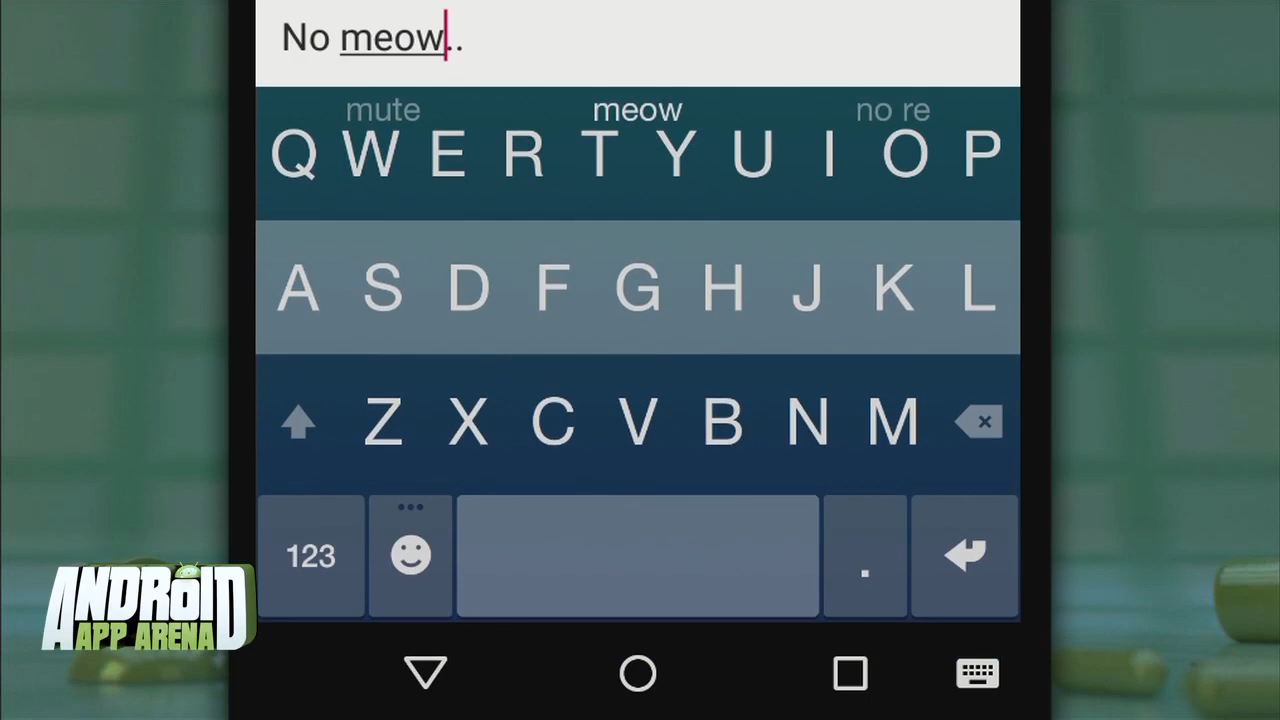 No meow..
mute meow no re
Q W E R T Y U I O P
A S D F G H J K L
Z X C V B N M
123 .
ANDROID
APP ARENA